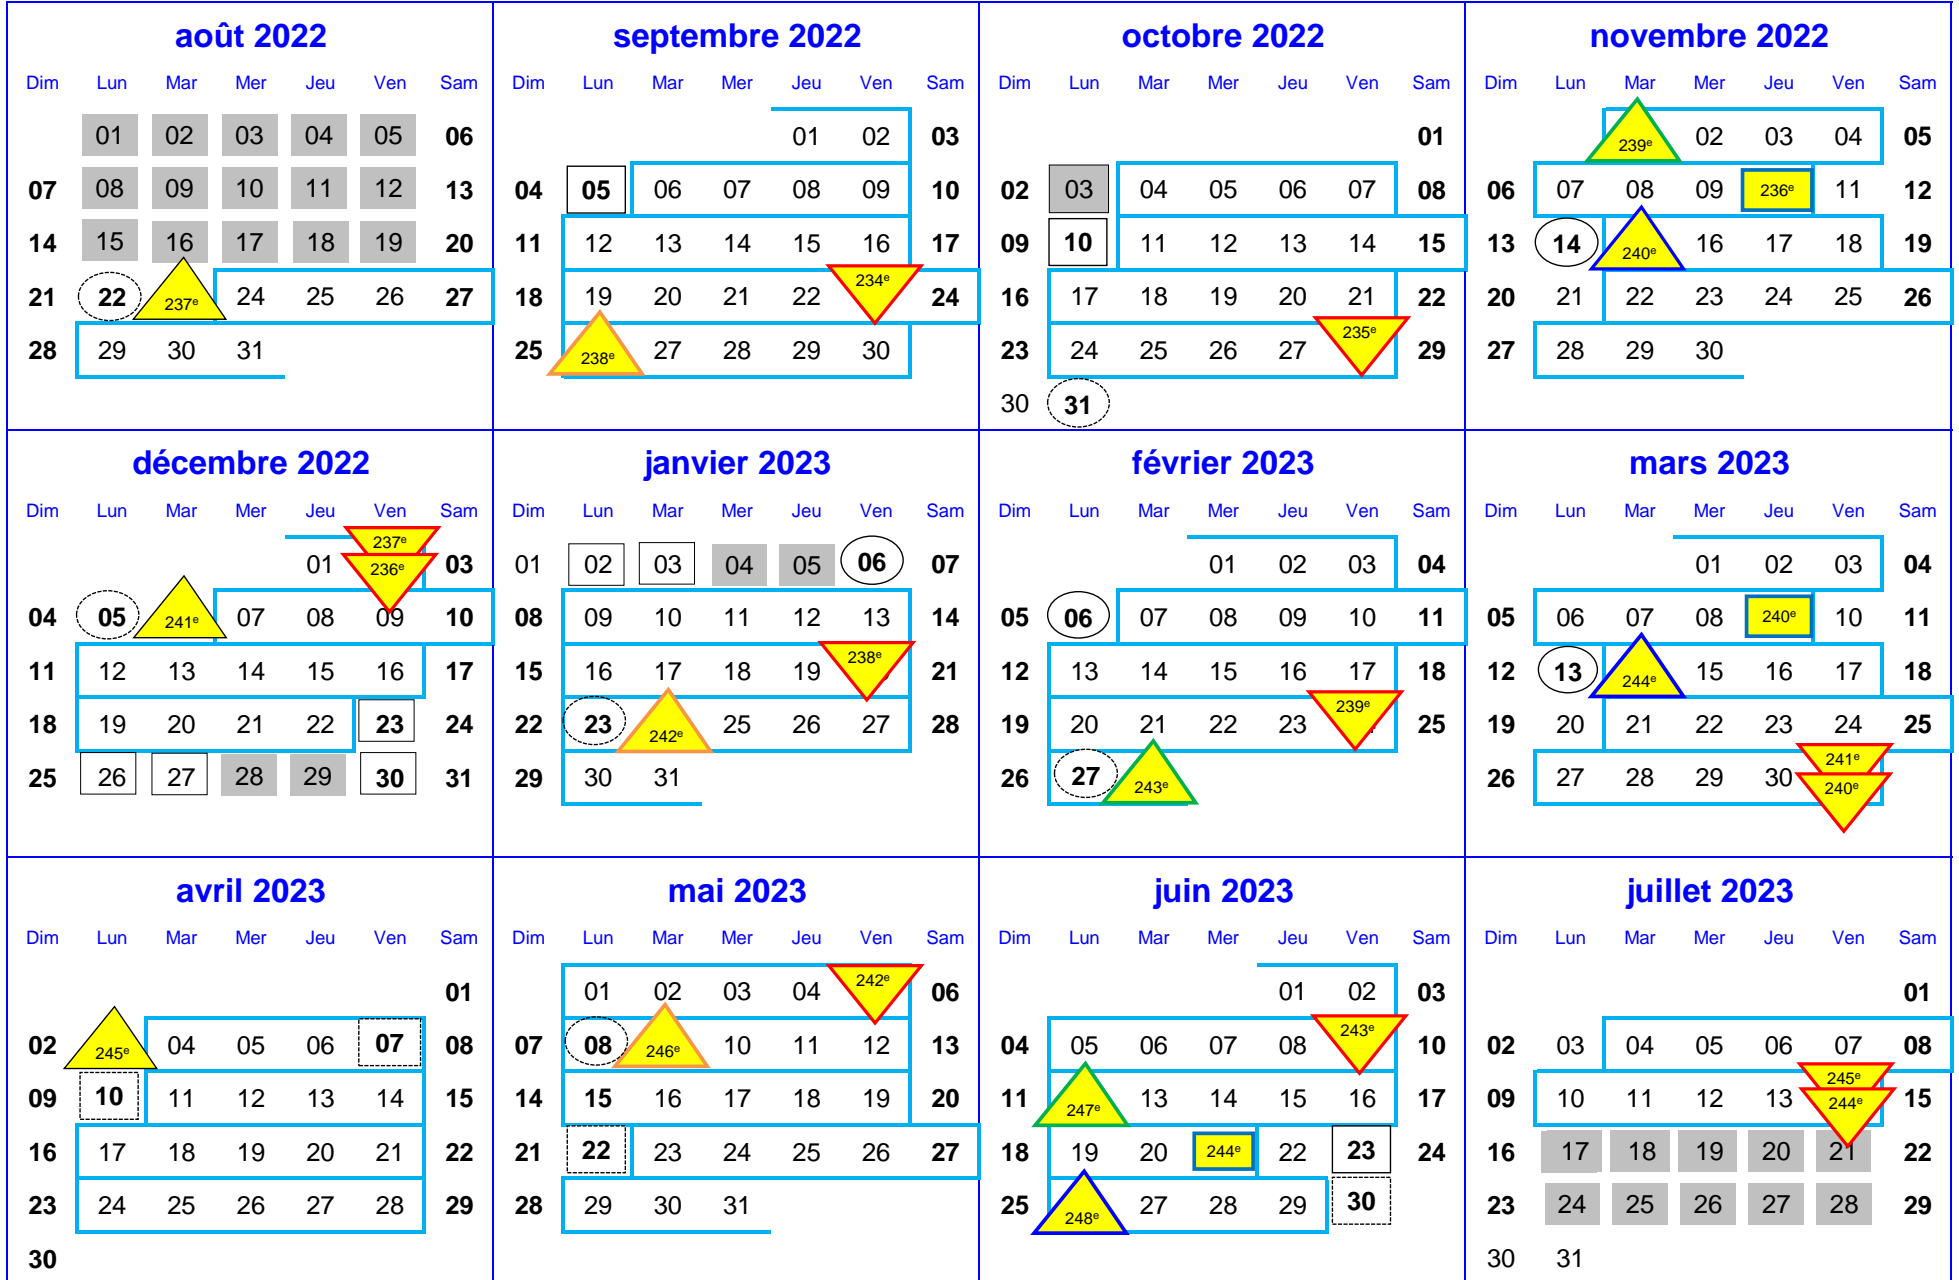 août 2022
Dim Lun Mar Mer Jeu Ven Sam
01 02 03 04 05 06
07 08 09 10 11 12 13
14 15 16 17 18 19 20
21 22 237e 24 25 26 27
28 29 30 31
septembre 2022
Dim Lun Mar Mer Jeu Ven Sam
01 02 03
04 05 06 07 08 09 10
11 12 13 14 15 16 17
18 19 20 21 22 234e 24
25 238e 27 28 29 30
octobre 2022
Dim Lun Mar Mer Jeu Ven Sam
01
02 03 04 05 06 07 08
09 10 11 12 13 14 15
16 17 18 19 20 21 22
23 24 25 26 27 235e 29
30 31
novembre 2022
Dim Lun Mar Mer Jeu Ven Sam
239e 02 03 04 05
06 07 08 09 236e 11 12
13 14 240e 16 17 18 19
20 21 22 23 24 25 26
27 28 29 30
décembre 2022
Dim Lun Mar Mer Jeu Ven Sam
237e
01 236e 03
04 05 241e 07 08 09 10
11 12 13 14 15 16 17
18 19 20 21 22 23 24
25 26 27 28 29 30 31
janvier 2023
Dim Lun Mar Mer Jeu Ven Sam
01 02 03 04 05 06 07
08 09 10 11 12 13 14
15 16 17 18 19 238e 21
22 23 242e 25 26 27 28
29 30 31
février 2023
Dim Lun Mar Mer Jeu Ven Sam
01 02 03 04
05 06 07 08 09 10 11
12 13 14 15 16 17 18
19 20 21 22 23 239e 25
26 27 243e
mars 2023
Dim Lun Mar Mer Jeu Ven Sam
01 02 03 04
05 06 07 08 240e 10 11
12 13 244e 15 16 17 18
19 20 21 22 23 24 25
241e
26 27 28 29 30 240e
avril 2023
Dim Lun Mar Mer Jeu Ven Sam
01
02 245e 04 05 06 07 08
09 10 11 12 13 14 15
16 17 18 19 20 21 22
23 24 25 26 27 28 29
30
mai 2023
Dim Lun Mar Mer Jeu Ven Sam
01 02 03 04 242e 06
07 08 246e 10 11 12 13
14 15 16 17 18 19 20
21 22 23 24 25 26 27
28 29 30 31
juin 2023
Dim Lun Mar Mer Jeu Ven Sam
01 02 03
04 05 06 07 08 243e 10
11 247e 13 14 15 16 17
18 19 20 244e 22 23 24
25 248e 27 28 29 30
juillet 2023
Dim Lun Mar Mer Jeu Ven Sam
01
02 03 04 05 06 07 08
245e
09 10 11 12 13 244e 15
16 17 18 19 20 21 22
23 24 25 26 27 28 29
30 31